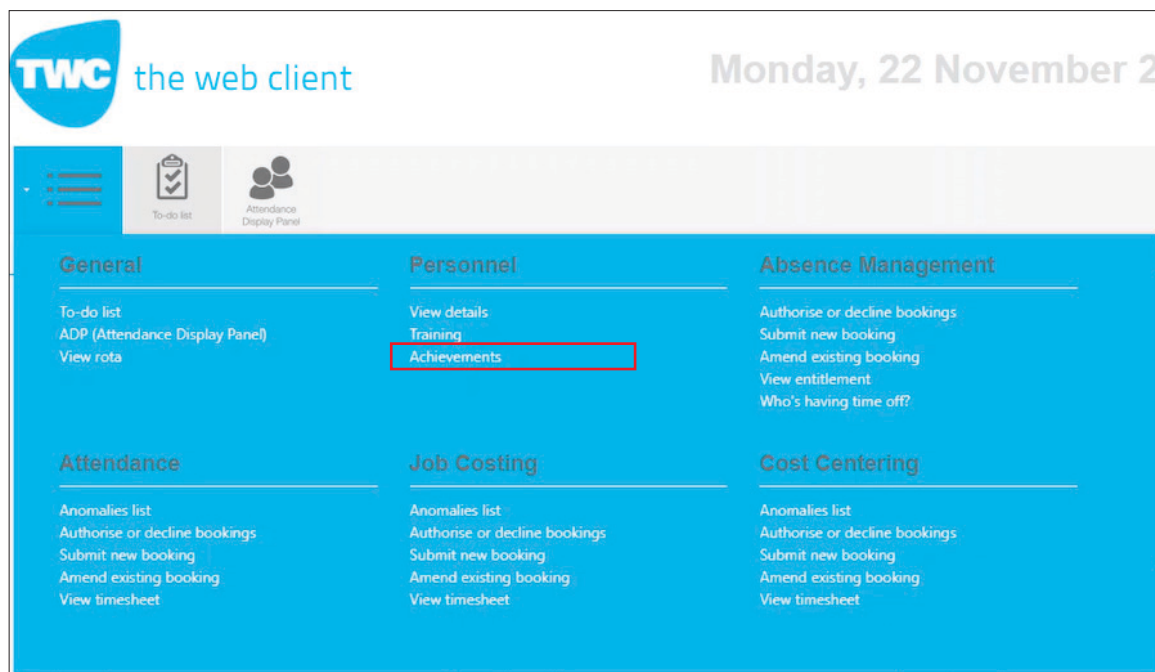 TWC the web client
Monday, 22 November 2
To-do list
Attendance
Display Panel
General
To-do list
ADP (Attendance Display Panel)
View rota
Personnel
View details
Training
Achievements
Absence Management
Authorise or decline bookings
Submit new booking
Amend existing booking
View entitlement
Who's having time off?
Attendance
Anomalies list
Authorise or decline bookings
Submit new booking
Amend existing booking
View timesheet
Job Costing
Anomalies list
Authorise or decline bookings
Submit new booking
Amend existing booking
View timesheet
Cost Centering
Anomalies list
Authorise or decline bookings
Submit new booking
Amend existing booking
View timesheet